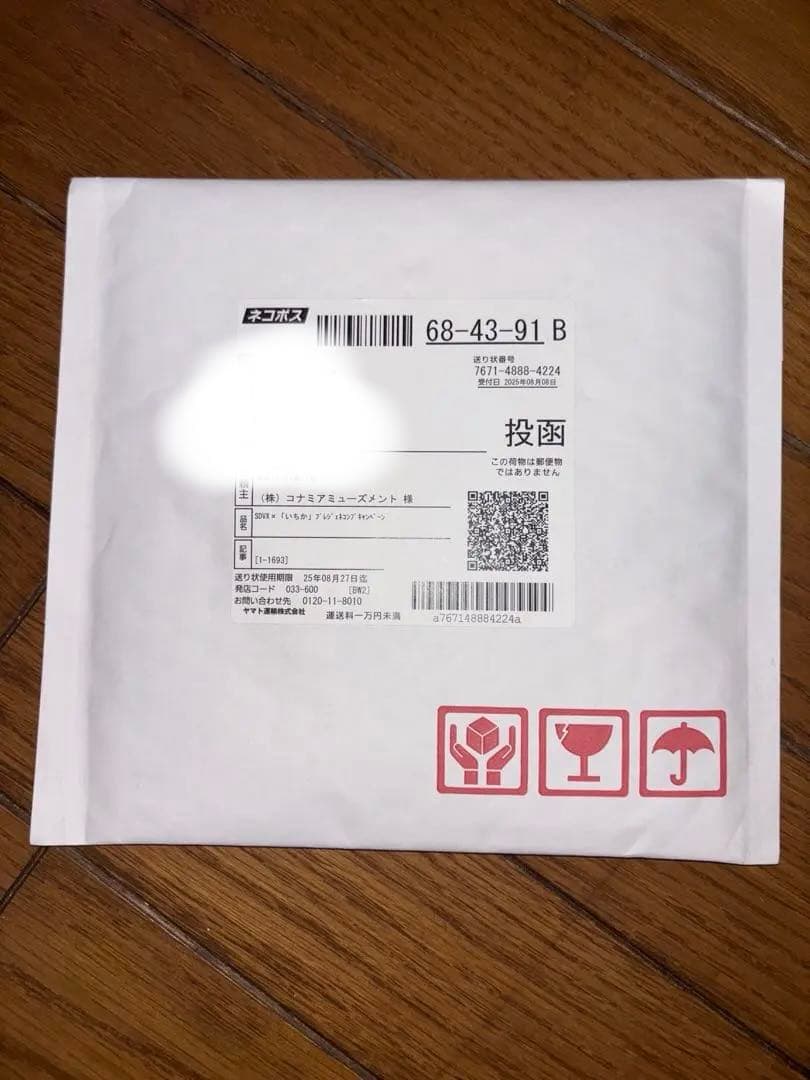 ネコポス
68-43-91 B
送り状番号
7671-4888-4224
受付日 2025年08月08日
投函
この荷物は郵便物
ではありません
主
(株) コナミアミューズメント 様
品名
SDVX×「いちか」プレジェネコンプキャンペーン
記事
[1-1693]
送り状使用期限 25年08月27日迄
発店コード 033-600 [BW2]
お問い合わせ先 0120-11-8010
ヤマト運輸株式会社 運送料一万円未満
a767148884224a